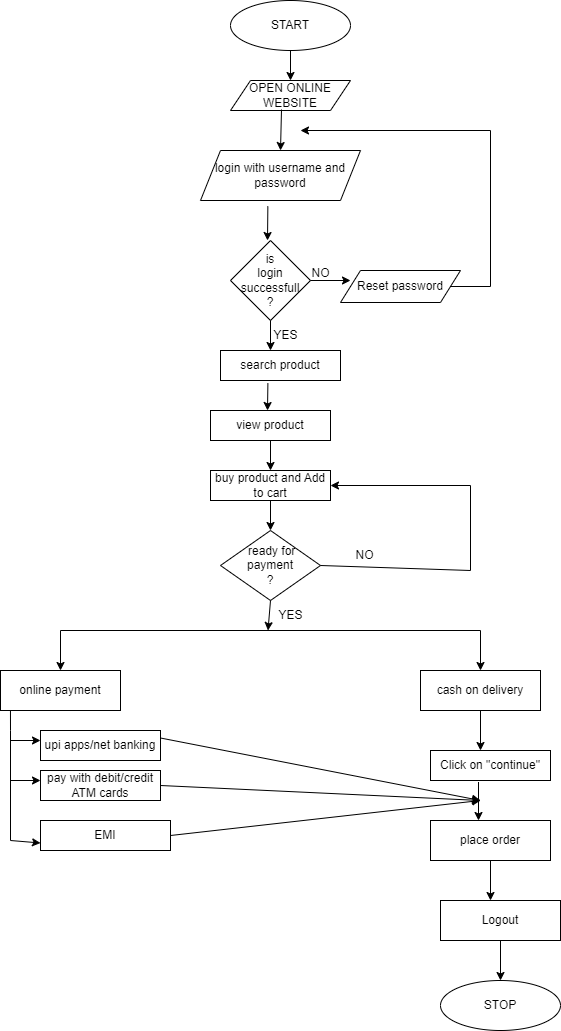 START
OPEN ONLINE
WEBSITE
login with username and
password
is
login
successfull
?
NO
Reset password
YES
search product
view product
buy product and Add
to cart
ready for
payment
?
NO
YES
online payment
cash on delivery
upi apps/net banking
Click on "continue"
pay with debit/credit
ATM cards
EMI
place order
Logout
STOP